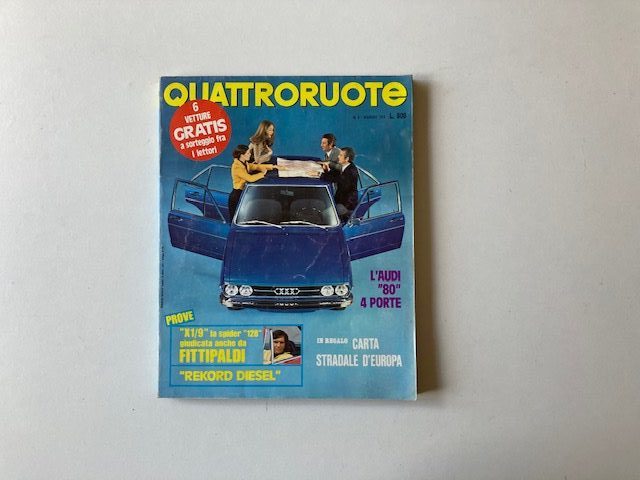 QUATTRORUOTe
6
VETTURE
GRATIS
a sorteggio fra
i lettori
L. 800
L'AUDI
"80"
4 PORTE
PROVE
"X1/9" lo spider "128"
giudicata anche da
FITTIPALDI
"REKORD DIESEL"
IN REGALO CARTA
STRADALE D'EUROPA